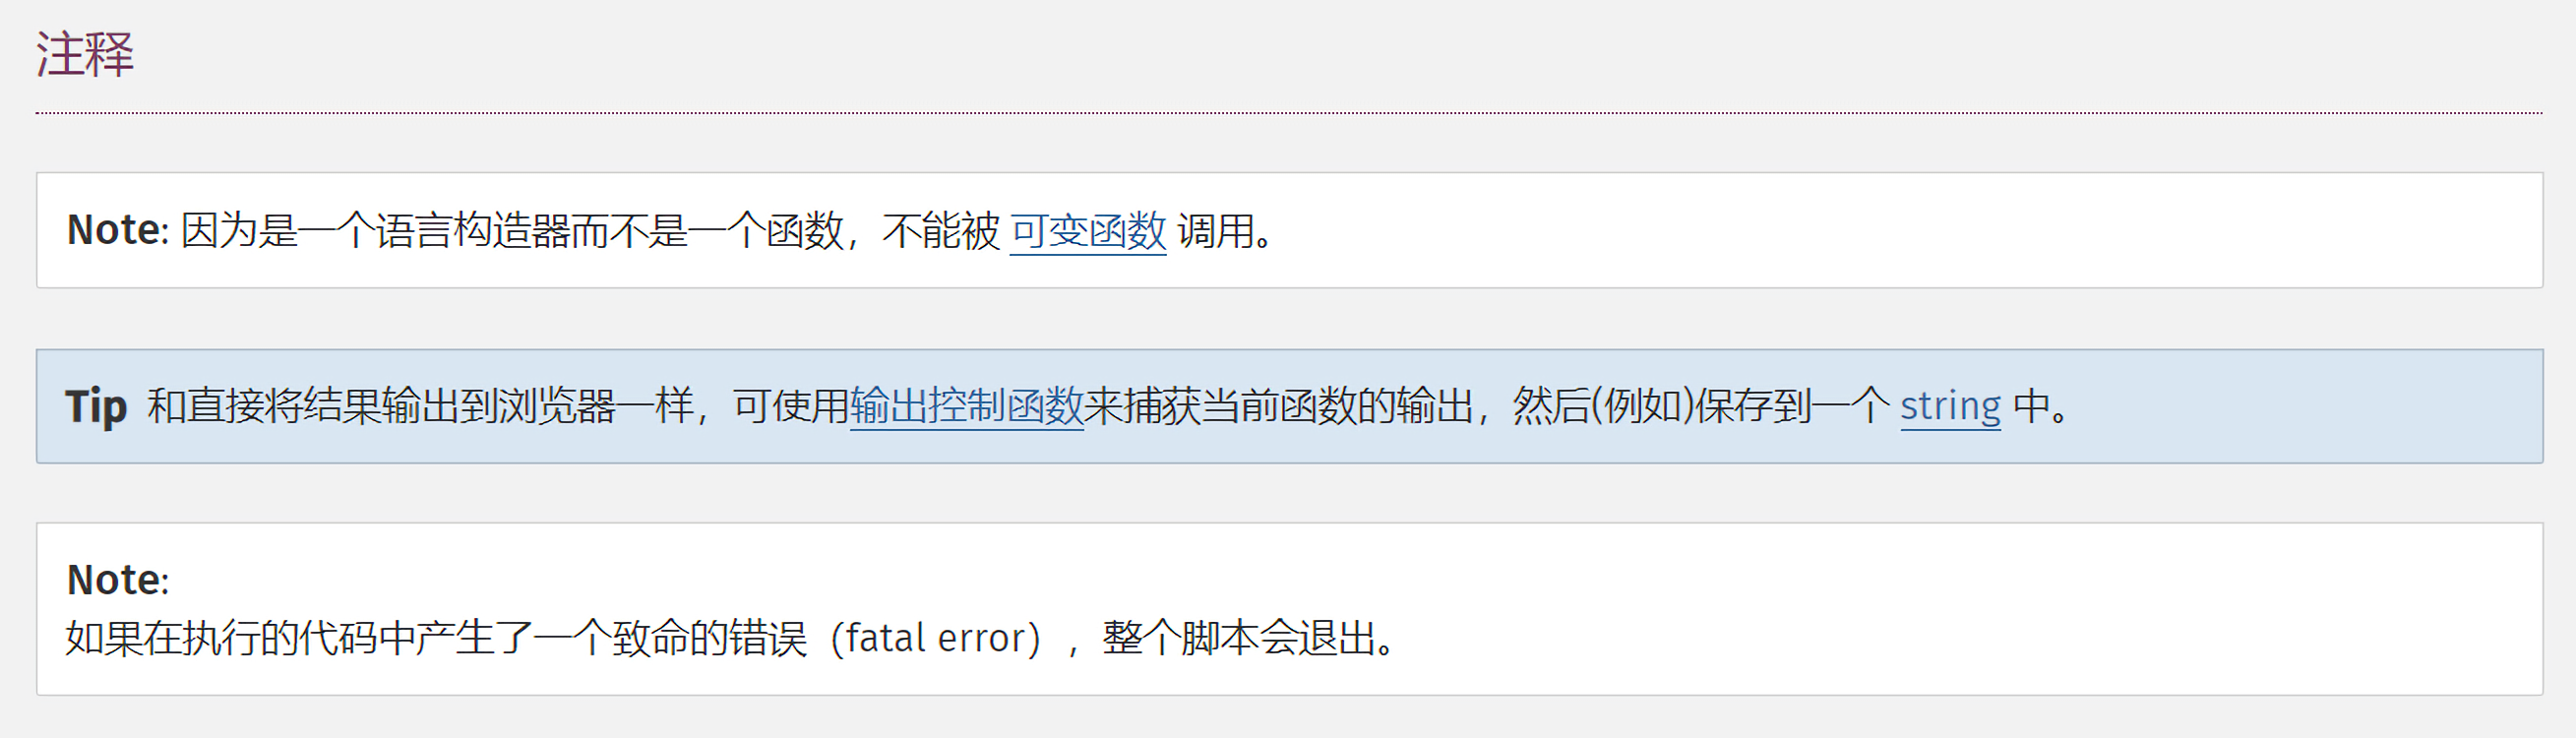 注释
Note: 因为是一个语言构造器而不是一个函数，不能被 可变函数 调用。
Tip 和直接将结果输出到浏览器一样，可使用输出控制函数来捕获当前函数的输出，然后(例如)保存到一个 string 中。
Note:
如果在执行的代码中产生了一个致命的错误（fatal error），整个脚本会退出。